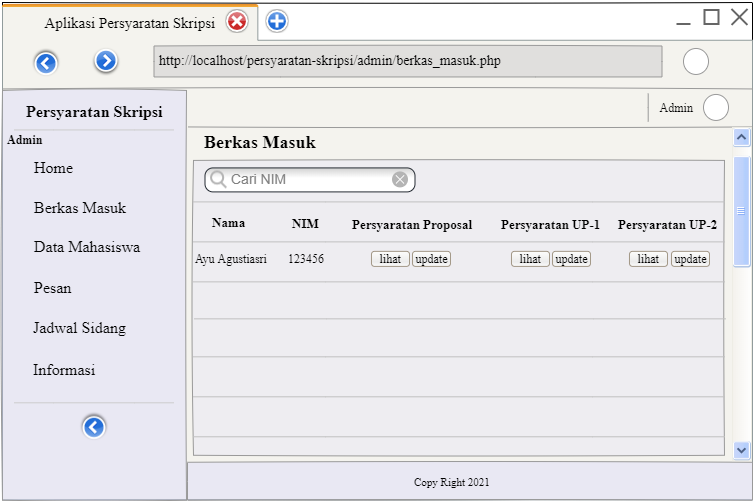 Aplikasi Persyaratan Skripsi
http://localhost/persyaratan-skripsi/admin/berkas_masuk.php
Persyaratan Skripsi
Admin
Admin
Home
Berkas Masuk
Data Mahasiswa
Pesan
Jadwal Sidang
Informasi
Berkas Masuk
Cari NIM
Nama NIM Persyaratan Proposal Persyaratan UP-1 Persyaratan UP-2
Ayu Agustiasri 123456 lihat update lihat update lihat update
Copy Right 2021